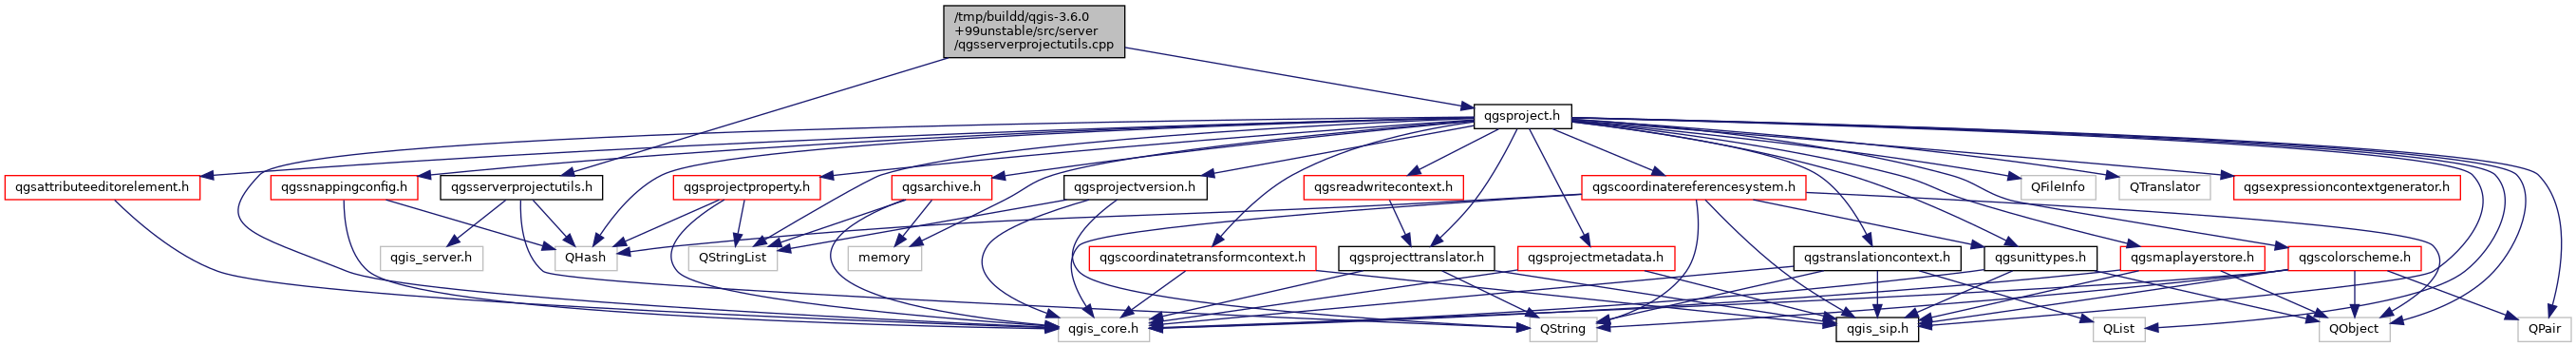 /tmp/buildd/qgis-3.6.0
+99unstable/src/server
/qgsserverprojectutils.cpp
qgsproject.h
qgsattributeeditorelement.h
qgssnappingconfig.h
qgsserverprojectutils.h
qgsprojectproperty.h
qgsarchive.h
qgsprojectversion.h
qgsreadwritecontext.h
qgscoordinatereferencesystem.h
QFileInfo
QTranslator
qgsexpressioncontextgenerator.h
qgis_server.h
QHash
QStringList
memory
qgscoordinatetransformcontext.h
qgsprojecttranslator.h
qgsprojectmetadata.h
qgstranslationcontext.h
qgsunittypes.h
qgsmaplayerstore.h
qgscolorscheme.h
qgis_core.h
QString
qgis_sip.h
QList
QObject
QPair